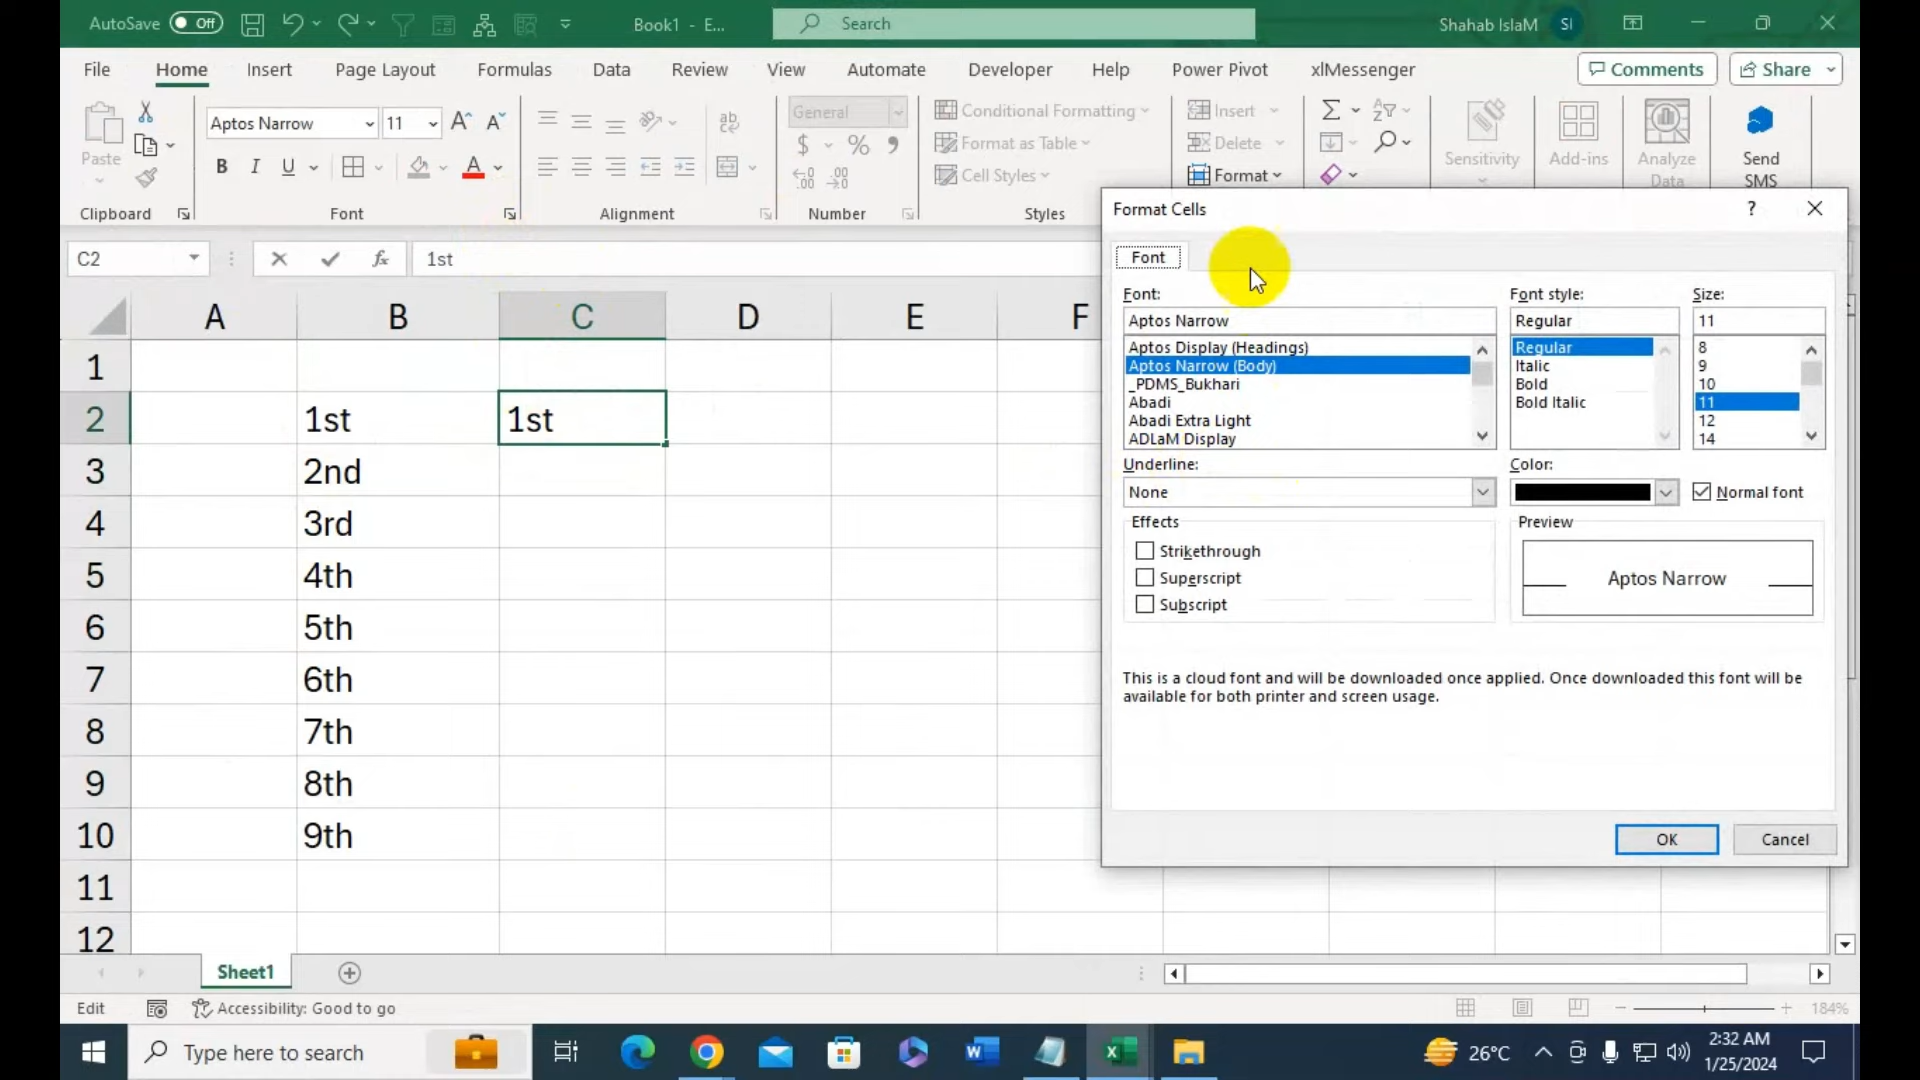 AutoSave Off Book1 - E... Search Shahab IslaM SI
File Home Insert Page Layout Formulas Data Review View Automate Developer Help Power Pivot xlMessenger Comments Share
Aptos Narrow 11 General Conditional Formatting Insert
Paste B I U Format as Table Delete Sensitivity Add-ins Analyze Data Send SMS
Cell Styles Format
Clipboard Font Alignment Number Styles
C2 fx 1st
A B C D E F
1
2 1st 1st
3 2nd
4 3rd
5 4th
6 5th
7 6th
8 7th
9 8th
10 9th
11
12
Format Cells ?
Font
Font: Font style: Size:
Aptos Narrow Regular 11
Aptos Display (Headings) Regular 8
Aptos Narrow (Body) Italic 9
_PDMS_Bukhari Bold 10
Abadi Bold Italic 11
Abadi Extra Light 12
ADLaM Display 14
Underline: Color:
None Normal font
Effects Preview
Strikethrough
Superscript Aptos Narrow
Subscript
This is a cloud font and will be downloaded once applied. Once downloaded this font will be
available for both printer and screen usage.
OK Cancel
Sheet1
Edit Accessibility: Good to go 184%
Type here to search 26°C 2:32 AM
1/25/2024